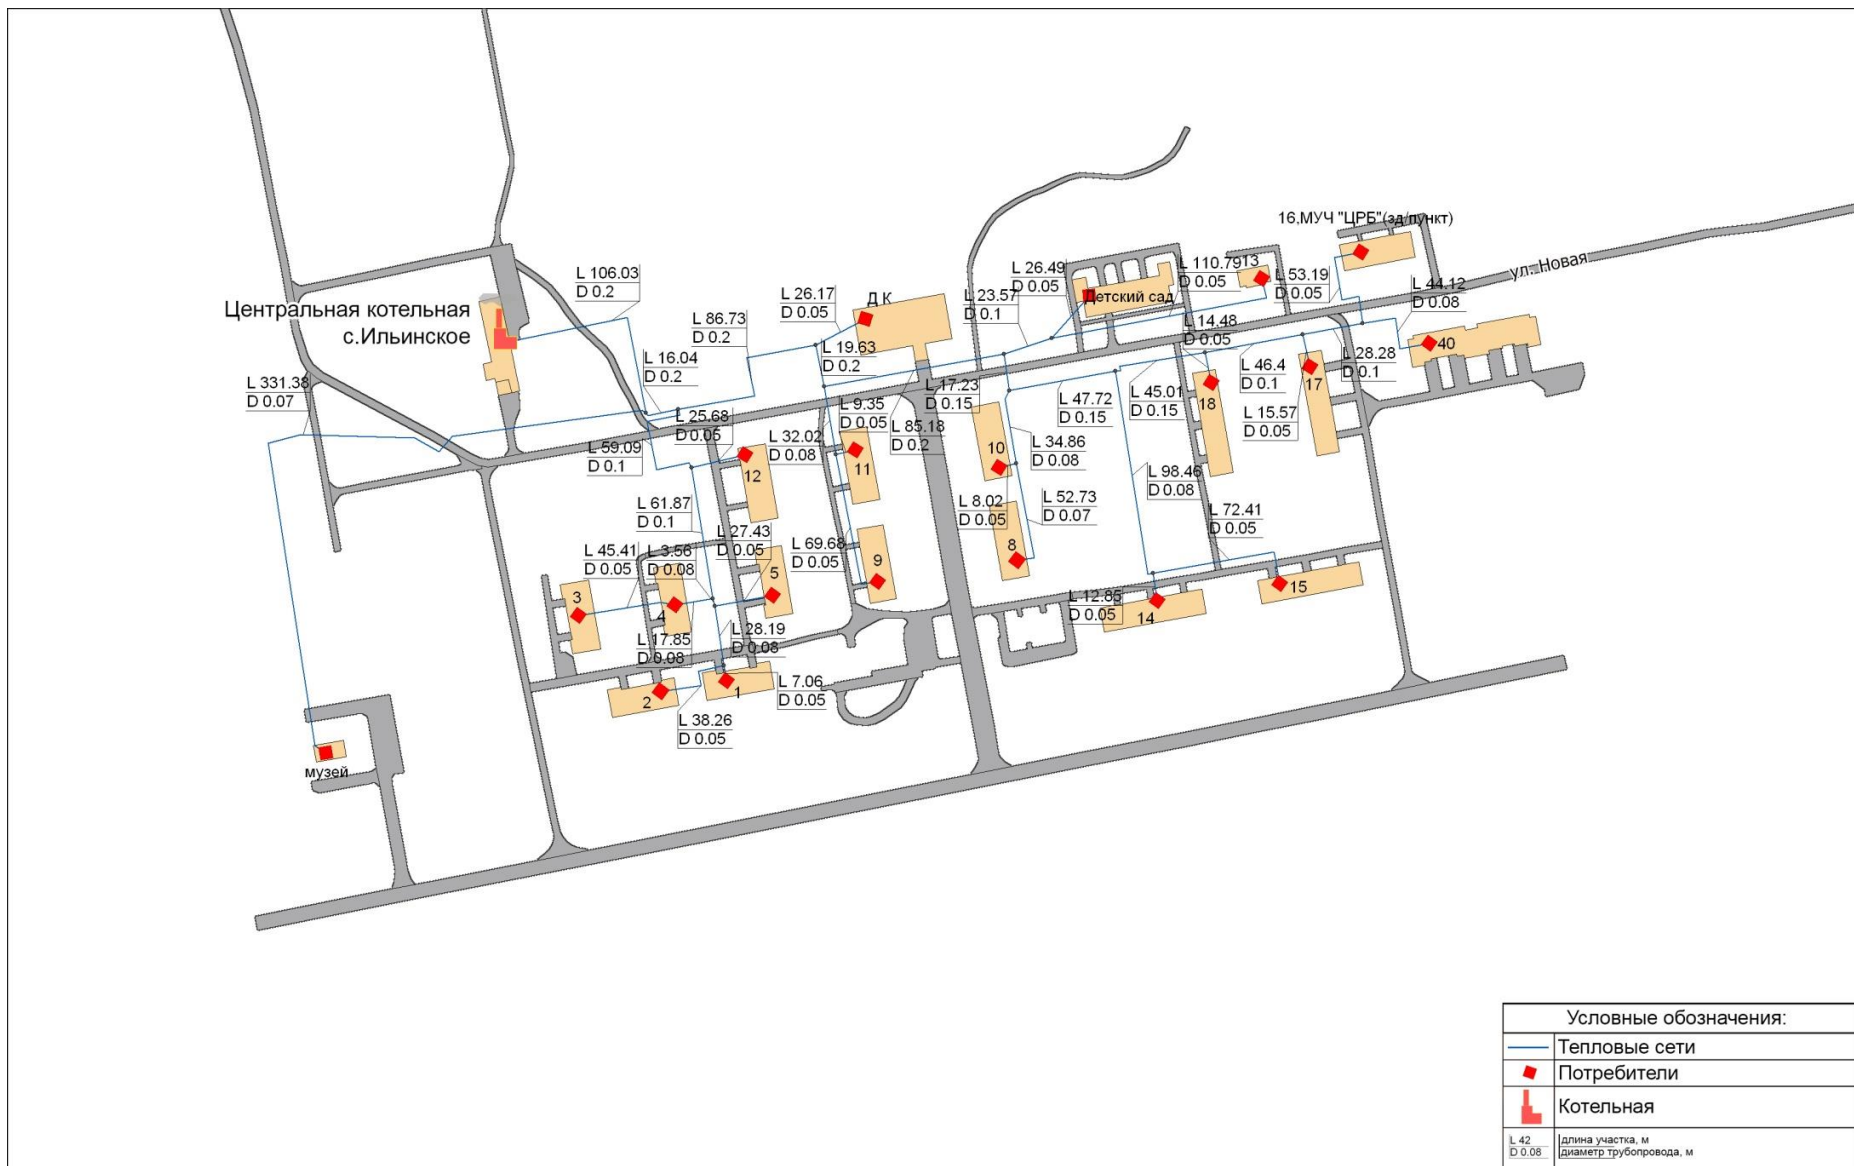 16,МУЧ "ЦРБ"(зд/пункт)
ул. Новая
L 106.03
D 0.2
L 26.49
D 0.05
L 110.79
D 0.05
13
L 53.19
D 0.05
L 44.12
D 0.08
Центральная котельная
с.Ильинское
L 26.17
D 0.05
Д К
L 23.57
D 0.1
Детский сад
L 86.73
D 0.2
L 14.48
D 0.05
L 16.04
D 0.2
L 19.63
D 0.2
40
L 331.38
D 0.07
L 17.23
D 0.15
L 47.72
D 0.15
L 45.01
D 0.15
L 46.4
D 0.1
L 28.28
D 0.1
17
18
L 25.68
D 0.05
L 9.35
D 0.05
L 15.57
D 0.05
L 59.09
D 0.1
L 32.02
D 0.08
L 85.18
D 0.2
10
L 34.86
D 0.08
12
11
L 98.46
D 0.08
L 61.87
D 0.1
L 8.02
D 0.05
L 52.73
D 0.07
L 72.41
D 0.05
L 27.43
D 0.05
L 45.41
D 0.05
L 3.56
D 0.08
L 69.68
D 0.05
8
9
5
3
4
15
L 12.85
D 0.05
14
L 17.85
D 0.08
L 28.19
D 0.08
2
1
L 7.06
D 0.05
L 38.26
D 0.05
музей
Условные обозначения:
Тепловые сети
Потребители
Котельная
L 42
D 0.08
длина участка, м
диаметр трубопровода, м